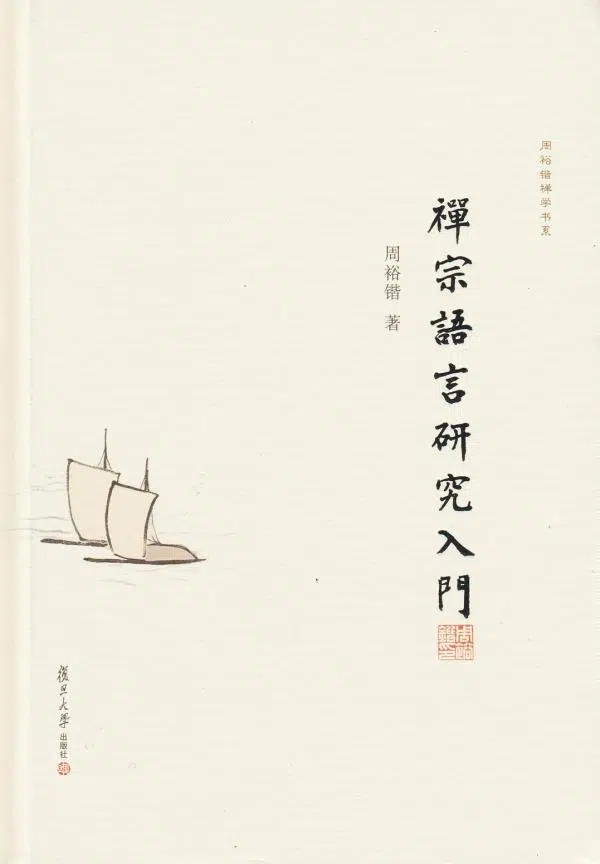 周裕锴禅学书系
禪宗語言研究入門
周裕锴 著
復旦大學
出版社